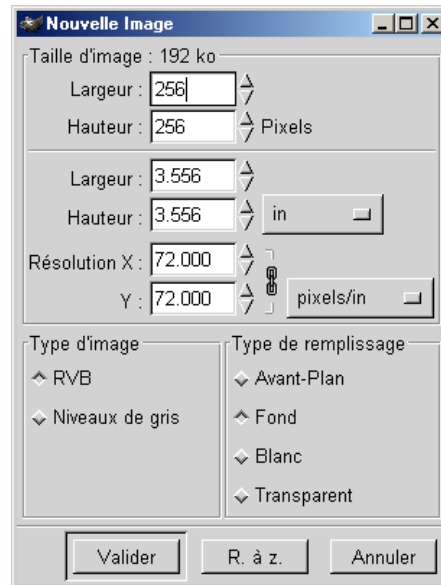 Nouvelle Image
Taille d'image : 192 ko
Largeur : 256
Hauteur : 256 Pixels
Largeur : 3.556
Hauteur : 3.556 in
Résolution X : 72.000
Y : 72.000 pixels/in
Type d'image
RVB
Niveaux de gris
Type de remplissage
Avant-Plan
Fond
Blanc
Transparent
Valider R. à z. Annuler